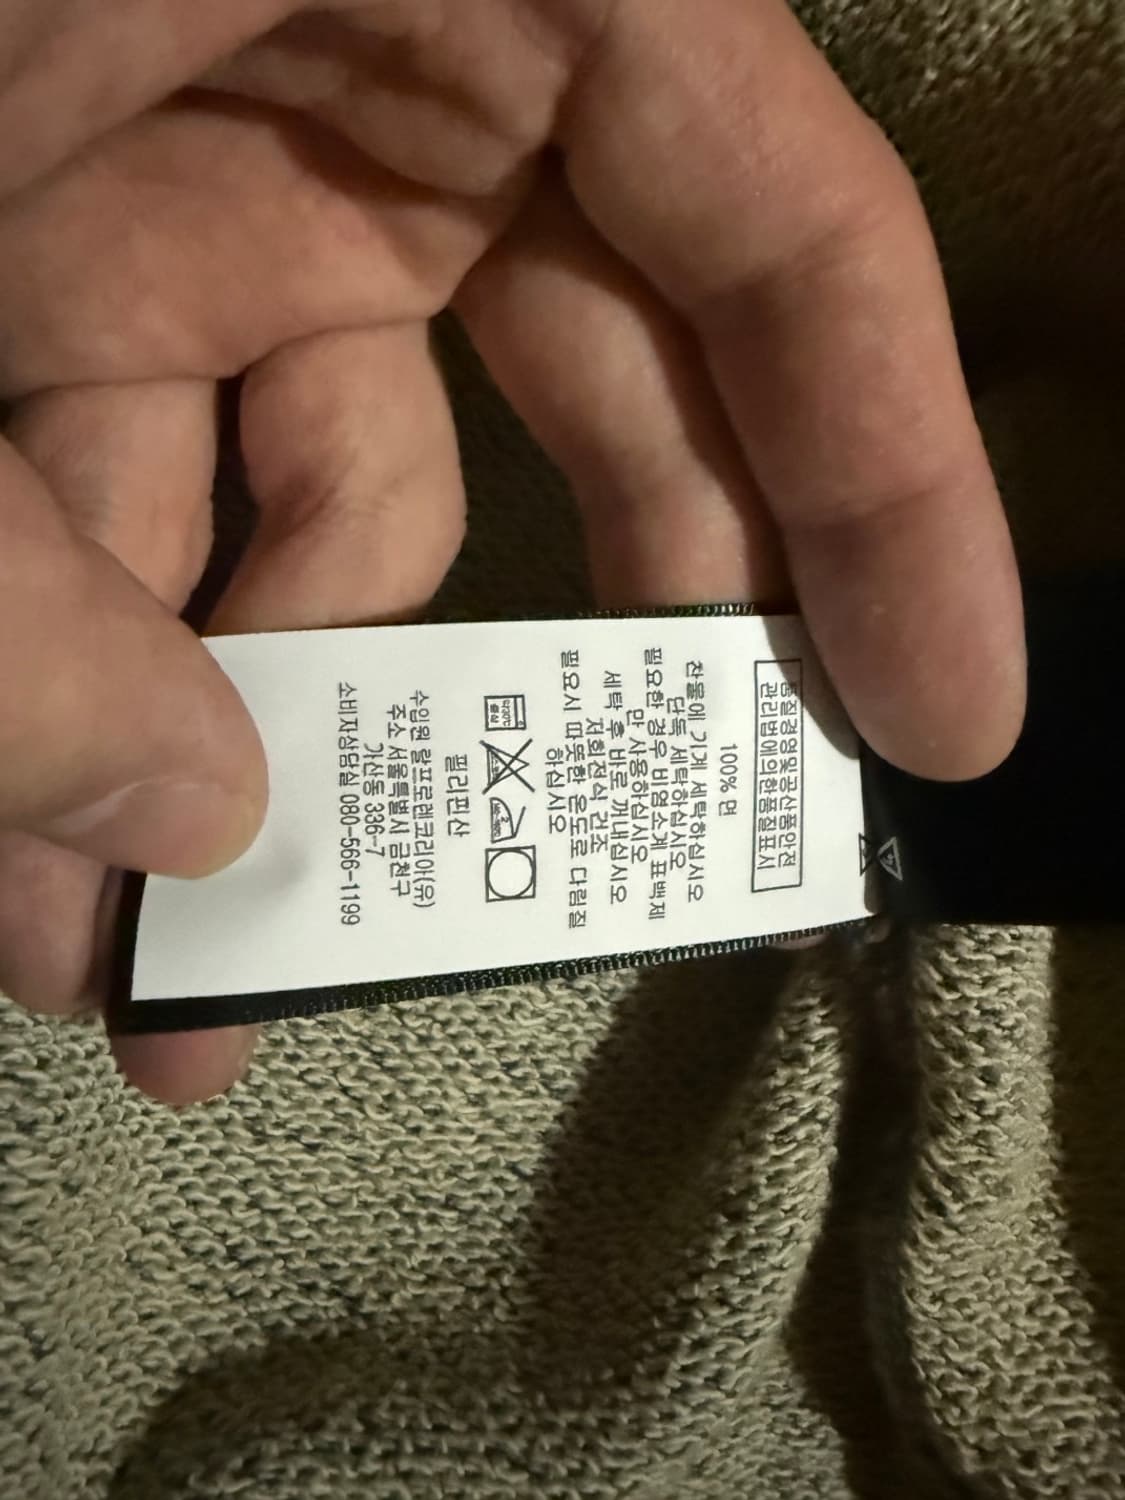 품질경영및공산품안전
관리법에의한품질표시
100% 면
찬물에 기계 세탁하십시오
단독 세탁하십시오
필요한 경우 비염소계 표백제
만 사용하십시오
세탁 후 바로 꺼내십시오
저회전식 건조
필요시 따뜻한 온도로 다림질
하십시오
필리핀산
수입원 랄프로렌코리아(유)
주소 서울특별시 금천구
가산동 336-7
소비자상담실 080-566-1199